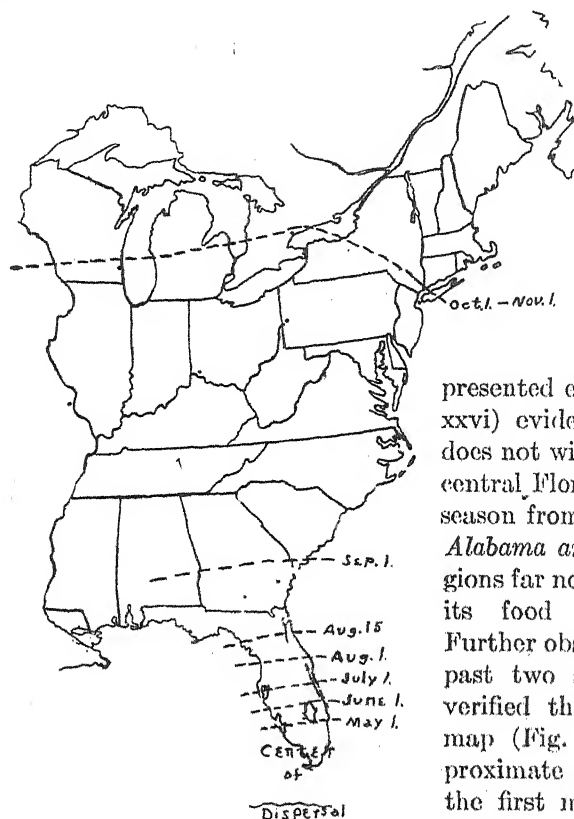 Oct.1. – Nov.1.
presented e
xxvi) evide
does not wi
central Flor
season from
Alabama a
gions far no
its food
Further obs
past two
verified th
map (Fig.
proximate
the first m
Sep.1.
Aug.15
Aug.1.
July 1.
June 1.
May 1.
Center
of
Dispersal